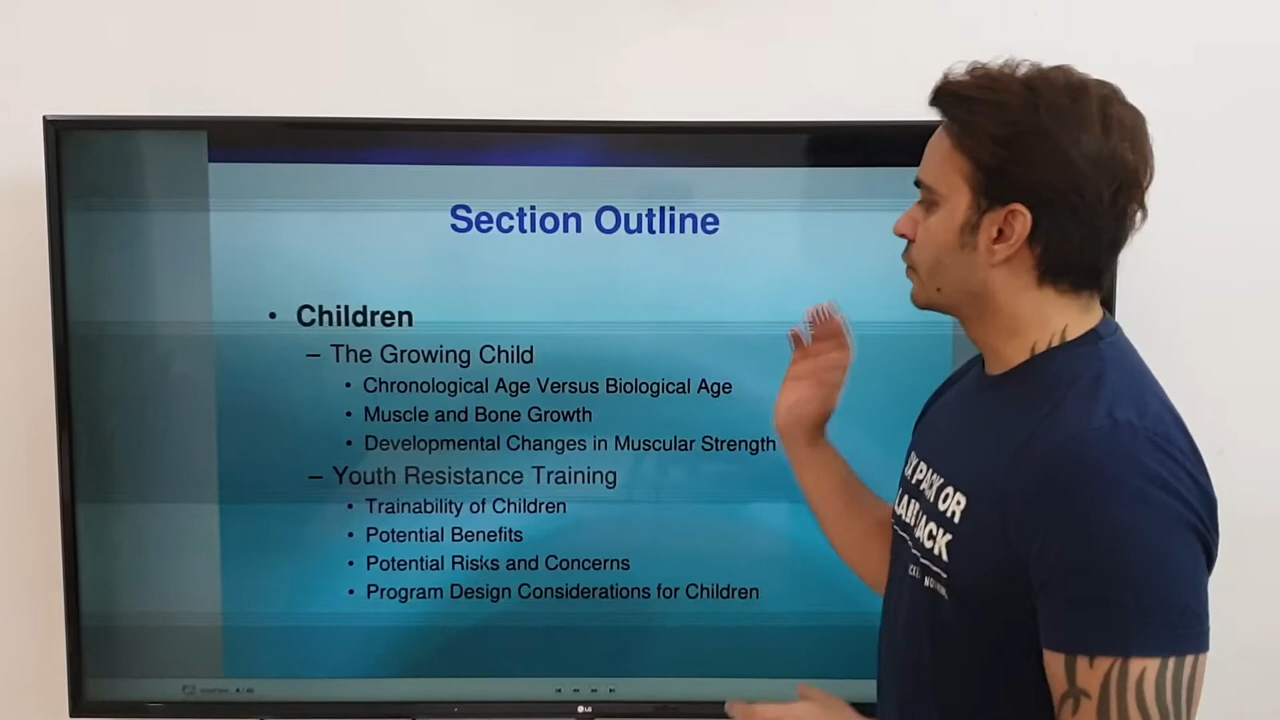 Section Outline
• Children
– The Growing Child
• Chronological Age Versus Biological Age
• Muscle and Bone Growth
• Developmental Changes in Muscular Strength
– Youth Resistance Training
• Trainability of Children
• Potential Benefits
• Potential Risks and Concerns
• Program Design Considerations for Children
PACK OR
LG